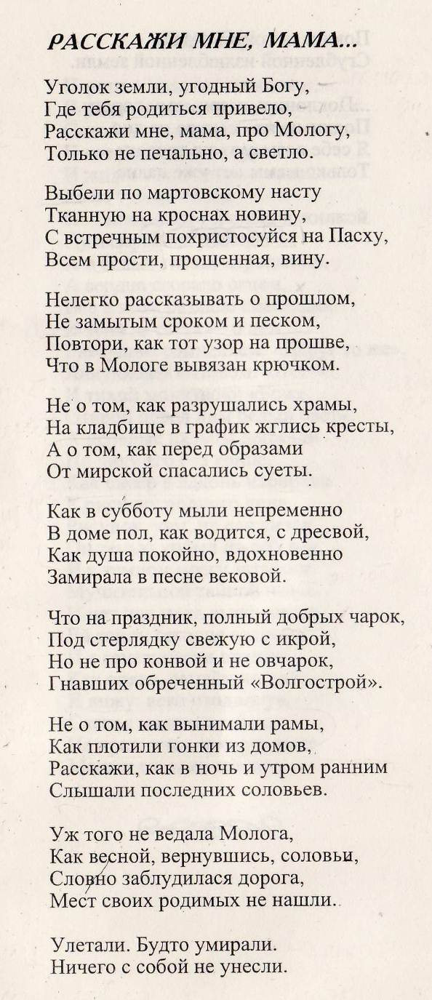 РАССКАЖИ МНЕ, МАМА...
Уголок земли, угодный Богу,
Где тебя родиться привело,
Расскажи мне, мама, про Мологу,
Только не печально, а светло.
Выбели по мартовскому насту
Тканную на кроснах новину,
С встречным похристосуйся на Пасху,
Всем прости, прощенная, вину.
Нелегко рассказывать о прошлом,
Не замытым сроком и песком,
Повтори, как тот узор на прошве,
Что в Мологе вывязан крючком.
Не о том, как разрушались храмы,
На кладбище в график жглись кресты,
А о том, как перед образами
От мирской спасались суеты.
Как в субботу мыли непременно
В доме пол, как водится, с дресвой,
Как душа покойно, вдохновенно
Замирала в песне вековой.
Что на праздник, полный добрых чарок,
Под стерлядку свежую с икрой,
Но не про конвой и не овчарок,
Гнавших обреченный «Волгострой».
Не о том, как вынимали рамы,
Как плотили гонки из домов,
Расскажи, как в ночь и утром ранним
Слышали последних соловьев.
Уж того не ведала Молога,
Как весной, вернувшись, соловьи,
Словно заблудилася дорога,
Мест своих родимых не нашли.
Улетали. Будто умирали.
Ничего с собой не унесли.